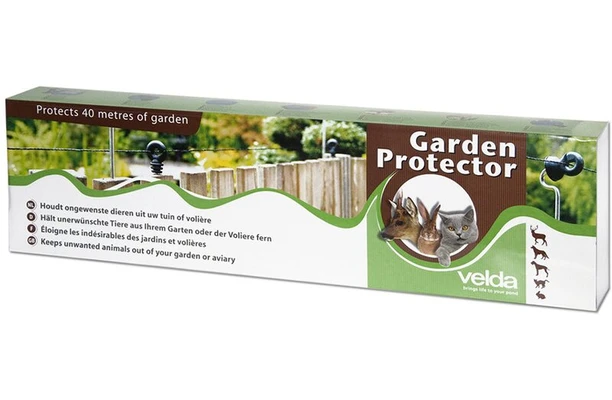 Protects 40 metres of garden
Garden
Protector
NL Houdt ongewenste dieren uit uw tuin of volière
D Hält unerwünschte Tiere aus Ihrem Garten oder der Voliere fern
F Éloigne les indésirables des jardins et volières
GB Keeps unwanted animals out of your garden or aviary
velda
brings life to your pond